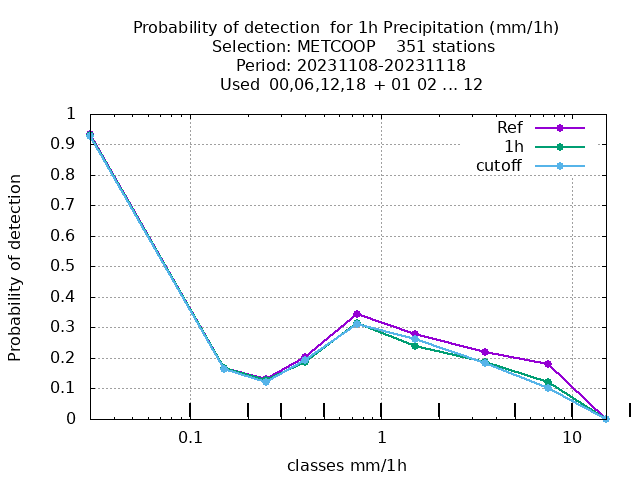 Probability of detection  for 1h Precipitation (mm/1h)
Selection: METCOOP    351 stations
Period: 20231108-20231118
Used  00,06,12,18  + 01 02 ... 12
Ref
1h
cutoff
1
0.9
0.8
0.7
0.6
0.5
0.4
0.3
0.2
0.1
0
Probability of detection
0.1 1 10
classes mm/1h